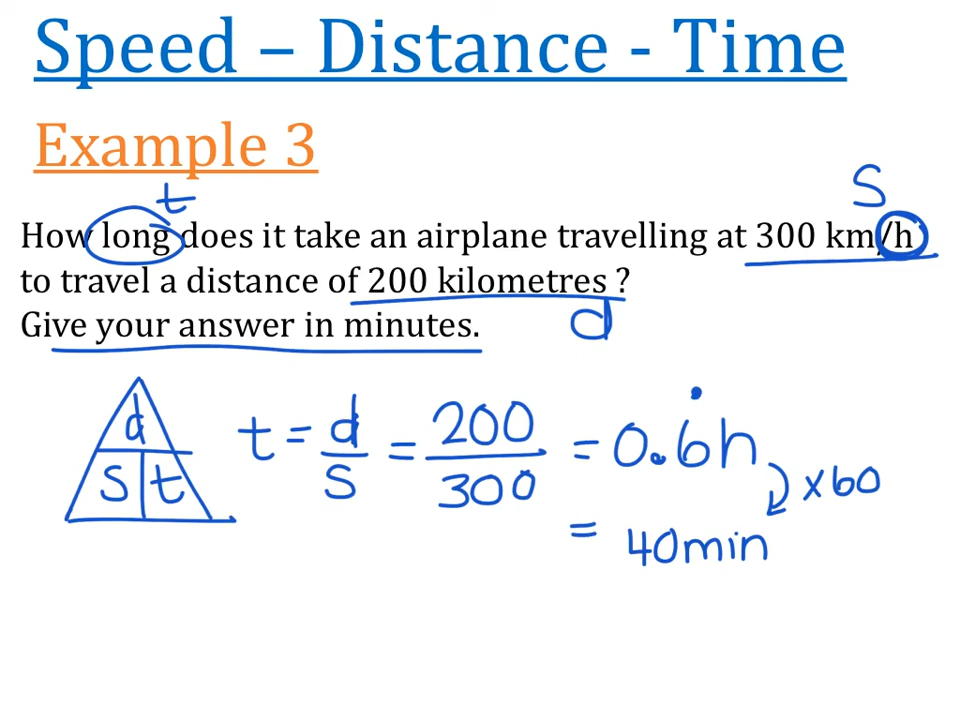 Speed – Distance - Time
Example 3
t
S
How long does it take an airplane travelling at 300 km/h
to travel a distance of 200 kilometres ?
d
Give your answer in minutes.
d
s t
t = d/s = 200/300 = 0.6̇h
×60
= 40min